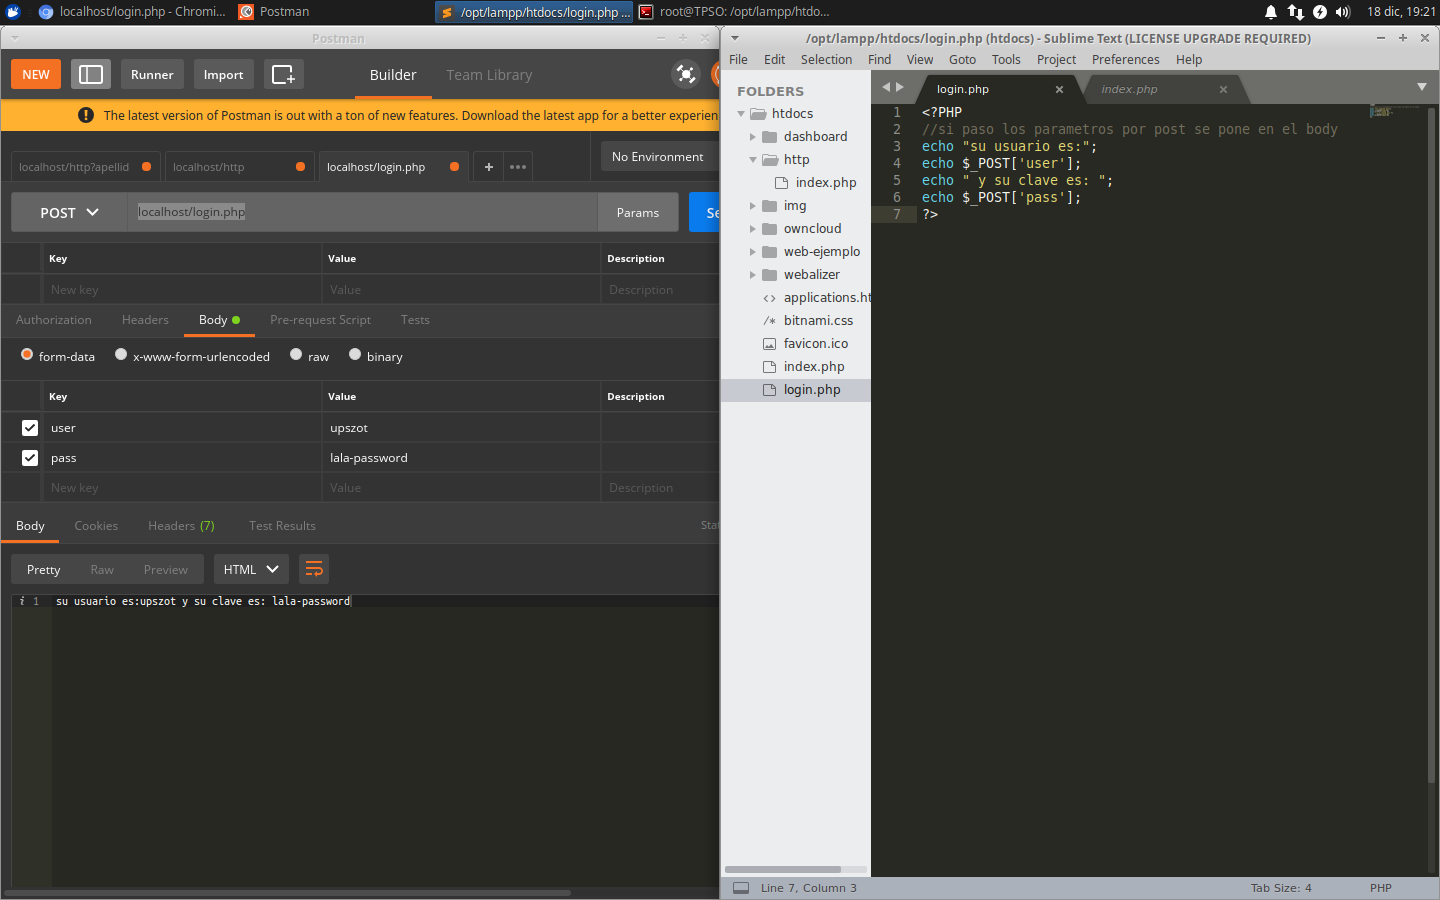 localhost/login.php - Chromi...
Postman
/opt/lampp/htdocs/login.php ...
root@TPSO: /opt/lampp/htdo...
18 dic, 19:21
Postman
NEW
Runner
Import
Builder
Team Library
The latest version of Postman is out with a ton of new features. Download the latest app for a better experien
localhost/http?apellid
localhost/http
localhost/login.php
+
•••
No Environment
POST
localhost/login.php
Params
Se
Key Value Description
New key Value Description
Authorization Headers Body Pre-request Script Tests
form-data x-www-form-urlencoded raw binary
Key Value Description
user upszot
pass lala-password
New key Value Description
Body Cookies Headers (7) Test Results Stat
Pretty Raw Preview HTML
i 1 su usuario es:upszot y su clave es: lala-password
/opt/lampp/htdocs/login.php (htdocs) - Sublime Text (LICENSE UPGRADE REQUIRED)
File Edit Selection Find View Goto Tools Project Preferences Help
FOLDERS
htdocs
dashboard
http
index.php
img
owncloud
web-ejemplo
webalizer
<> applications.ht
/* bitnami.css
favicon.ico
index.php
login.php
login.php
index.php
1 <?PHP
2 //si paso los parametros por post se pone en el body
3 echo "su usuario es:";
4 echo $_POST['user'];
5 echo " y su clave es: ";
6 echo $_POST['pass'];
7 ?>
Line 7, Column 3
Tab Size: 4
PHP